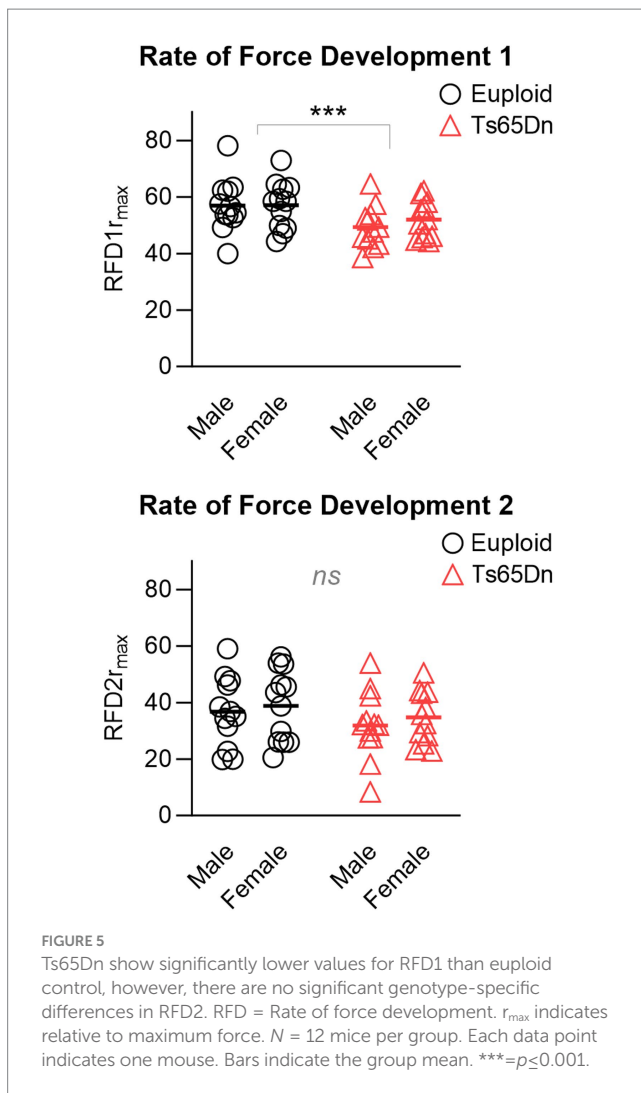 Rate of Force Development 1
Euploid
Ts65Dn
***
80
60
40
20
0
RFD1rmax
Male
Female
Male
Female
Rate of Force Development 2
Euploid
Ts65Dn
ns
80
60
40
20
0
RFD2rmax
Male
Female
Male
Female
FIGURE 5
Ts65Dn show significantly lower values for RFD1 than euploid
control, however, there are no significant genotype-specific
differences in RFD2. RFD = Rate of force development. rmax indicates
relative to maximum force. N = 12 mice per group. Each data point
indicates one mouse. Bars indicate the group mean. ***=p≤0.001.